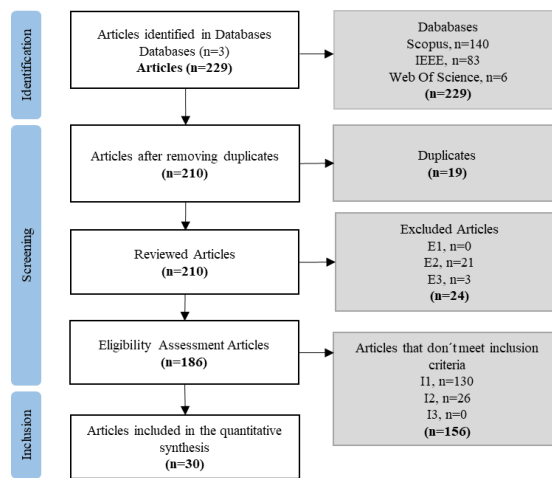 Identification
Articles identified in Databases
Databases (n=3)
Articles (n=229)
Dababases
Scopus, n=140
IEEE, n=83
Web Of Science, n=6
(n=229)
Screening
Articles after removing duplicates
(n=210)
Duplicates
(n=19)
Reviewed Articles
(n=210)
Excluded Articles
E1, n=0
E2, n=21
E3, n=3
(n=24)
Eligibility Assessment Articles
(n=186)
Articles that don´t meet inclusion
criteria
I1, n=130
I2, n=26
I3, n=0
(n=156)
Inclusion
Articles included in the quantitative
synthesis
(n=30)